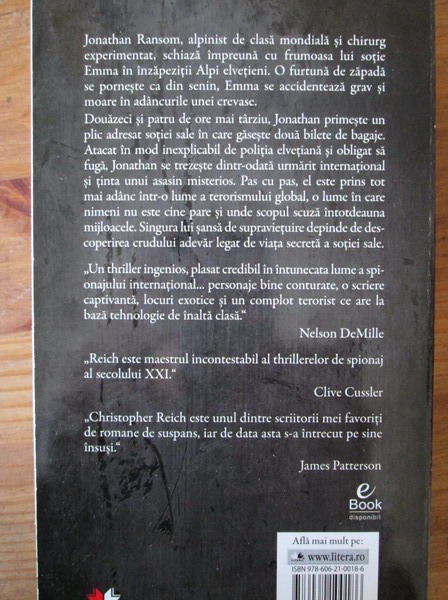 Jonathan Ransom, alpinist de clasă mondială și chirurg
experimentat, schiază împreună cu frumoasa lui soție
Emma în înzăpeziții Alpi elvețieni. O furtună de zăpadă
se pornește ca din senin, Emma se accidentează grav și
moare în adâncurile unei crevase.
Douăzeci și patru de ore mai târziu, Jonathan primește un
plic adresat soției sale în care găsește două bilete de bagaje.
Atacat în mod inexplicabil de poliția elvețiană și obligat să
fugă, Jonathan se trezește dintr-odată urmărit internațional
și ținta unui asasin misterios. Pas cu pas, el este prins tot
mai adânc într-o lume a terorismului global, o lume în care
nimeni nu este cine pare și unde scopul scuză întotdeauna
mijloacele. Singura lui șansă de supraviețuire depinde de des-
coperirea crudului adevăr legat de viața secretă a soției sale.
„Un thriller ingenios, plasat credibil în întunecata lume a spi-
onajului internațional... personaje bine conturate, o scriere
captivantă, locuri exotice și un complot terorist ce are la
bază tehnologie de înaltă clasă.“
Nelson DeMille
„Reich este maestrul incontestabil al thrillerelor de spionaj
al secolului XXI.“
Clive Cussler
„Christopher Reich este unul dintre scriitorii mei favoriți
de romane de suspans, iar de data asta s-a întrecut pe sine
însuși.“
James Patterson
e
Book
disponibil
Află mai mult pe:
www.litera.ro
ISBN 978-606-21-0018-6